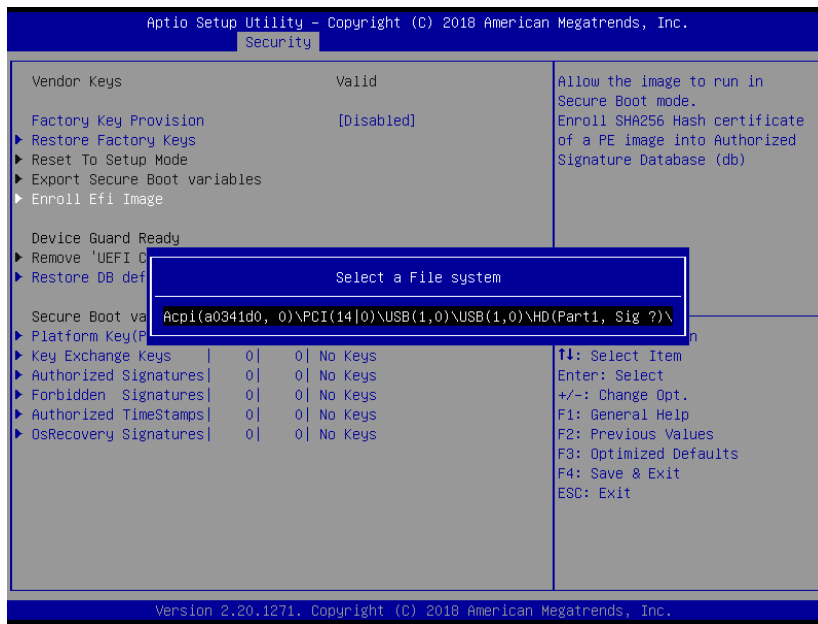 Aptio Setup Utility – Copyright (C) 2018 American Megatrends, Inc.
Security
Vendor Keys Valid
Factory Key Provision [Disabled]
Restore Factory Keys
Reset To Setup Mode
Export Secure Boot variables
Enroll Efi Image
Device Guard Ready
Remove 'UEFI C
Restore DB def
Secure Boot va
Platform Key(P
Key Exchange Keys | 0| 0| No Keys
Authorized Signatures| 0| 0| No Keys
Forbidden Signatures| 0| 0| No Keys
Authorized TimeStamps| 0| 0| No Keys
OsRecovery Signatures| 0| 0| No Keys
Select a File system
Acpi(a0341d0, 0)\PCI(14|0)\USB(1,0)\USB(1,0)\HD(Part1, Sig ?)\
Allow the image to run in
Secure Boot mode.
Enroll SHA256 Hash certificate
of a PE image into Authorized
Signature Database (db)
n
↑↓: Select Item
Enter: Select
+/-: Change Opt.
F1: General Help
F2: Previous Values
F3: Optimized Defaults
F4: Save & Exit
ESC: Exit
Version 2.20.1271. Copyright (C) 2018 American Megatrends, Inc.